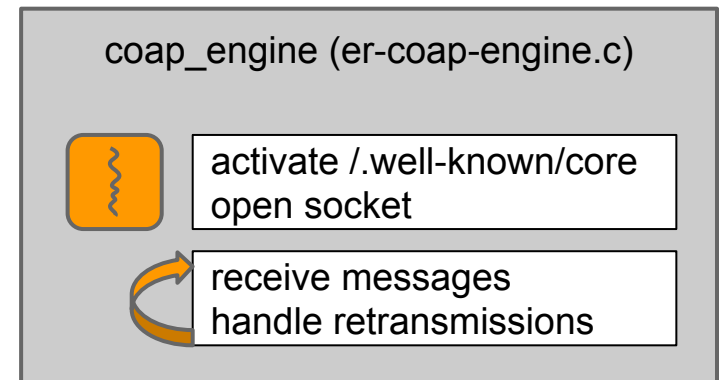 coap_engine (er-coap-engine.c)
activate /.well-known/core
open socket
receive messages
handle retransmissions